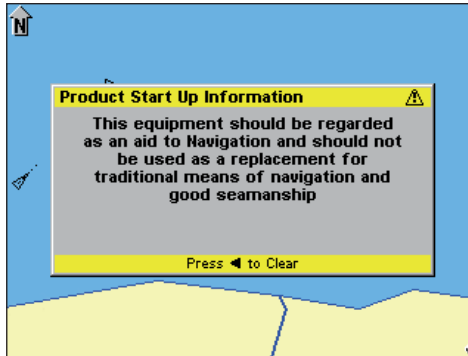 N
Product Start Up Information
This equipment should be regarded
as an aid to Navigation and should not
be used as a replacement for
traditional means of navigation and
good seamanship
Press ◀ to Clear